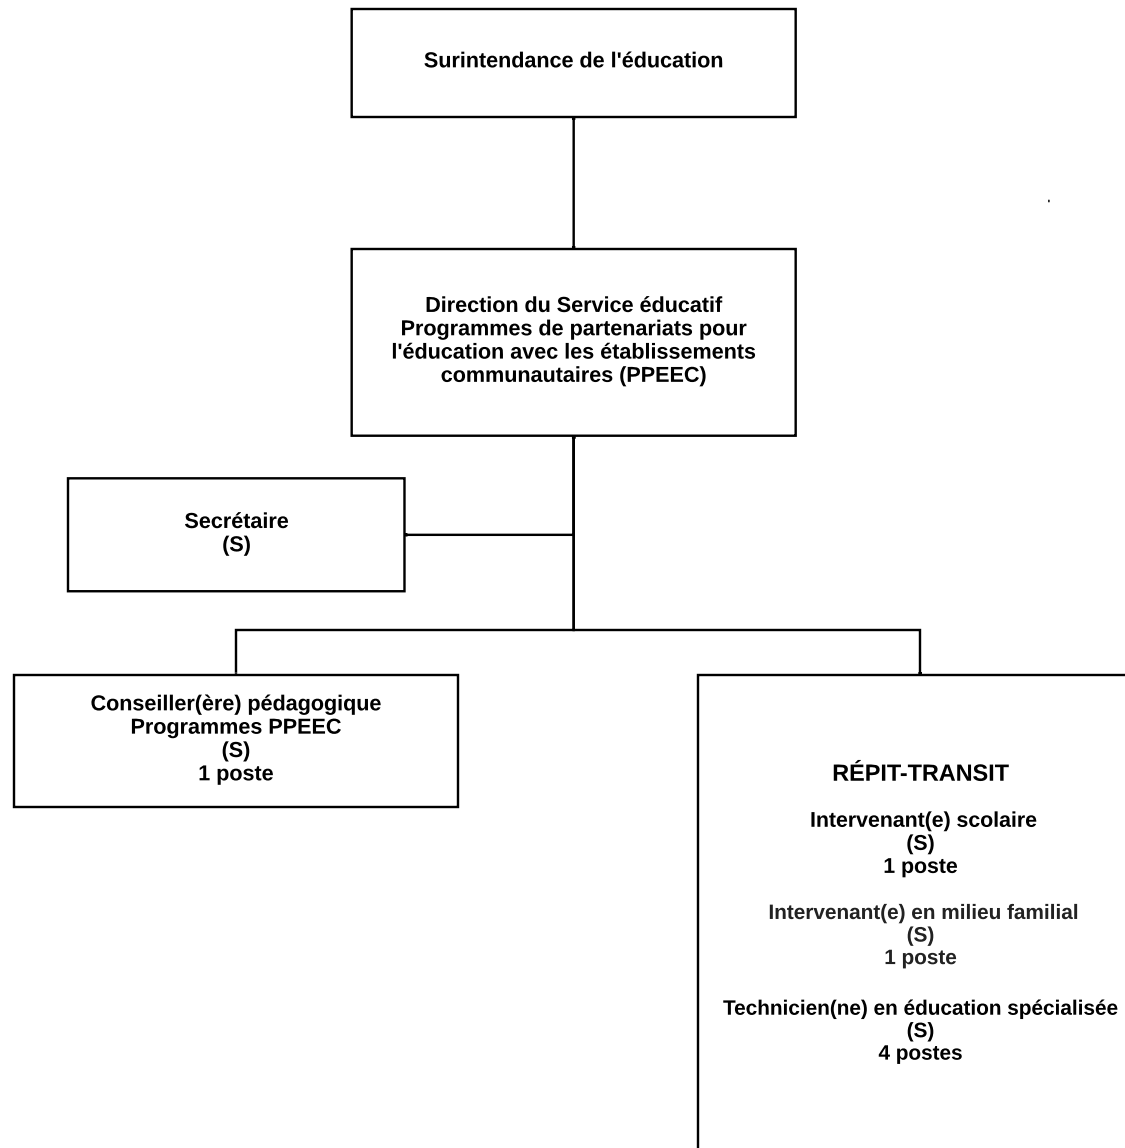 Surintendance de l'éducation
Direction du Service éducatif
Programmes de partenariats pour
l'éducation avec les établissements
communautaires (PPEEC)
Secrétaire
(S)
Conseiller(ère) pédagogique
Programmes PPEEC
(S)
1 poste
RÉPIT-TRANSIT
Intervenant(e) scolaire
(S)
1 poste
Intervenant(e) en milieu familial
(S)
1 poste
Technicien(ne) en éducation spécialisée
(S)
4 postes